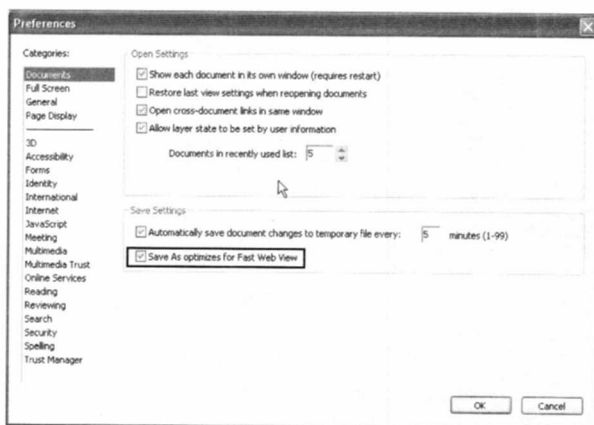 Preferences
Categories:
Documents
Full Screen
General
Page Display
3D
Accessibility
Forms
Identity
International
Internet
JavaScript
Meeting
Multimedia
Multimedia Trust
Online Services
Reading
Reviewing
Search
Security
Spelling
Trust Manager
Open Settings
Show each document in its own window (requires restart)
Restore last view settings when reopening documents
Open cross-document links in same window
Allow layer state to be set by user information
Documents in recently used list: 5
Save Settings
Automatically save document changes to temporary file every: 5 minutes (1-99)
Save As optimizes for Fast Web View
OK Cancel